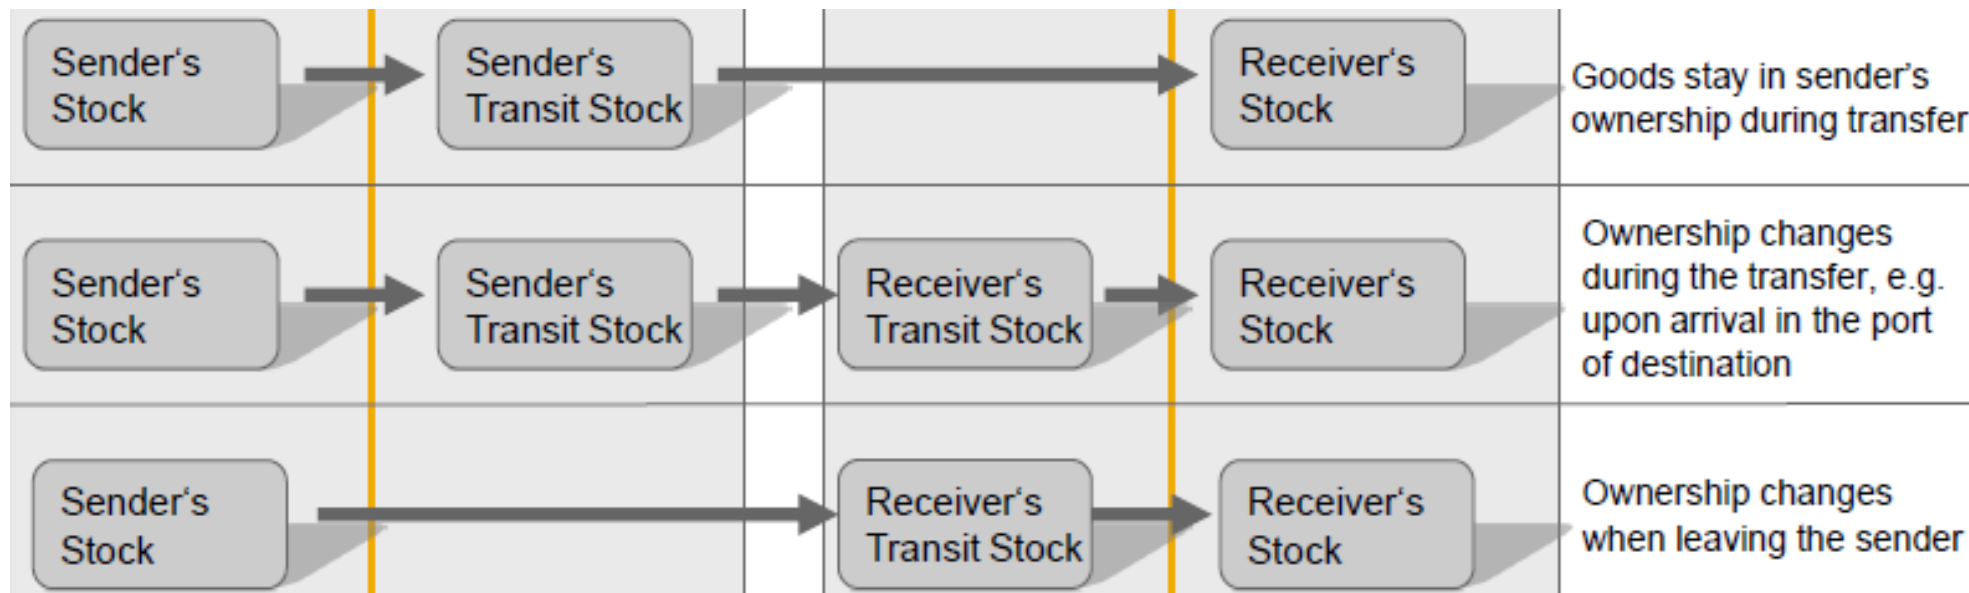 Sender‘s
Stock
Sender‘s
Transit Stock
Receiver‘s
Stock
Goods stay in sender’s
ownership during transfer
Sender‘s
Stock
Sender‘s
Transit Stock
Receiver‘s
Transit Stock
Receiver‘s
Stock
Ownership changes
during the transfer, e.g.
upon arrival in the port
of destination
Sender‘s
Stock
Receiver‘s
Transit Stock
Receiver‘s
Stock
Ownership changes
when leaving the sender